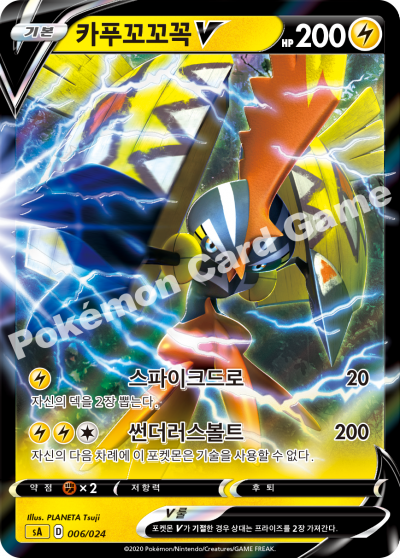 기본 카푸꼬꼬꼭 V HP 200
Pokémon Card Game
스파이크드로 20
자신의 덱을 2장 뽑는다.
썬더러스볼트 200
자신의 다음 차례에 이 포켓몬은 기술을 사용할 수 없다.
약점 ×2 저항력 후퇴
Illus. PLANETA Tsuji
V 룰
sA D 006/024
포켓몬 V가 기절한 경우 상대는 프라이즈를 2장 가져간다.
©2020 Pokémon/Nintendo/Creatures/GAME FREAK.